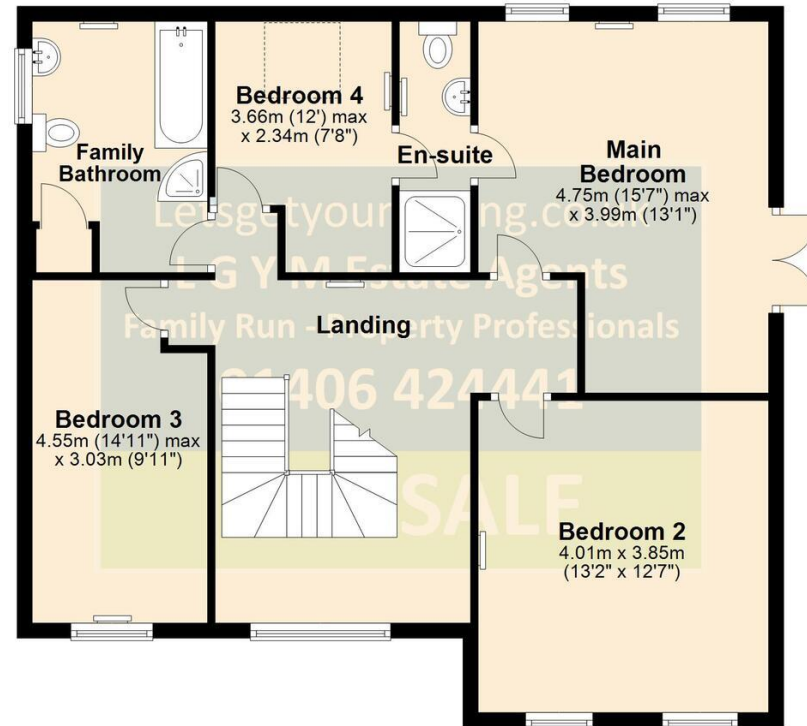 Bedroom 4
3.66m (12') max
x 2.34m (7'8")
Family
Bathroom
En-suite
Main
Bedroom
4.75m (15'7") max
x 3.99m (13'1")
L G Y M Estate Agents
Family Run - Property Professionals
01406 424441
SALE
Landing
Bedroom 3
4.55m (14'11") max
x 3.03m (9'11")
Bedroom 2
4.01m x 3.85m
(13'2" x 12'7")